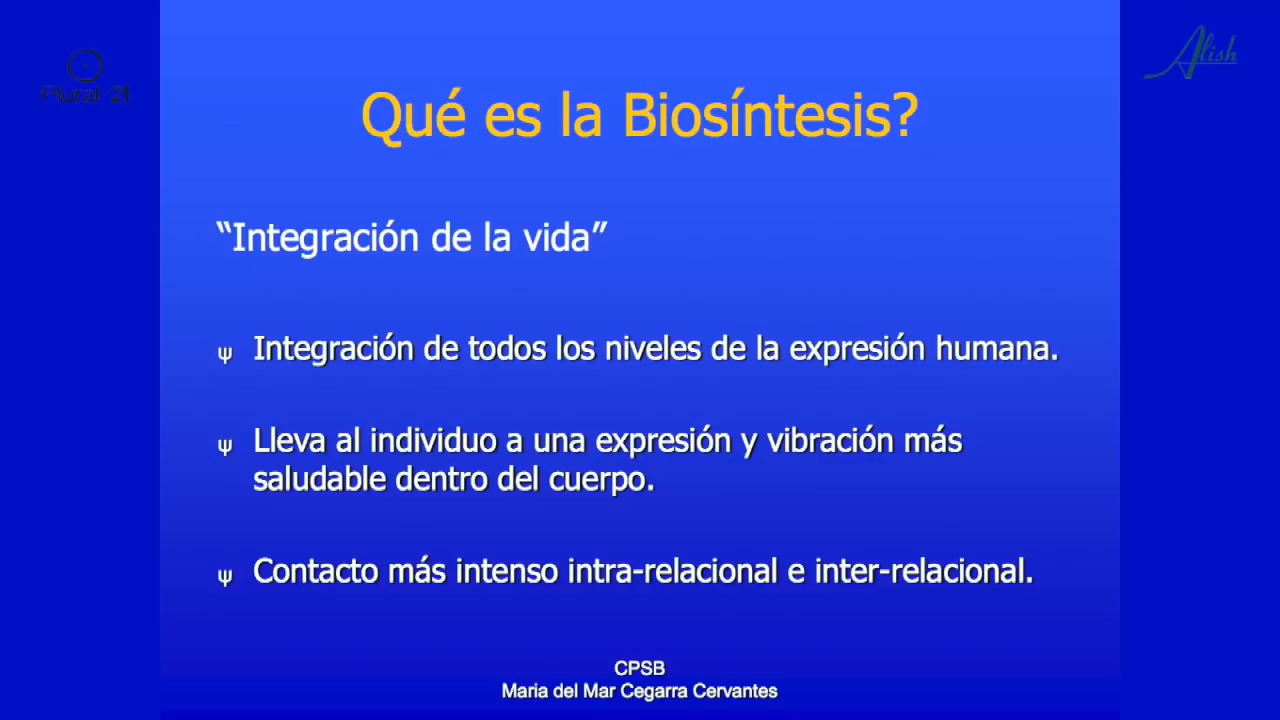 Plural-21
Alish
Qué es la Biosíntesis?
“Integración de la vida”
ψ Integración de todos los niveles de la expresión humana.
ψ Lleva al individuo a una expresión y vibración más
saludable dentro del cuerpo.
ψ Contacto más intenso intra-relacional e inter-relacional.
CPSB
Maria del Mar Cegarra Cervantes